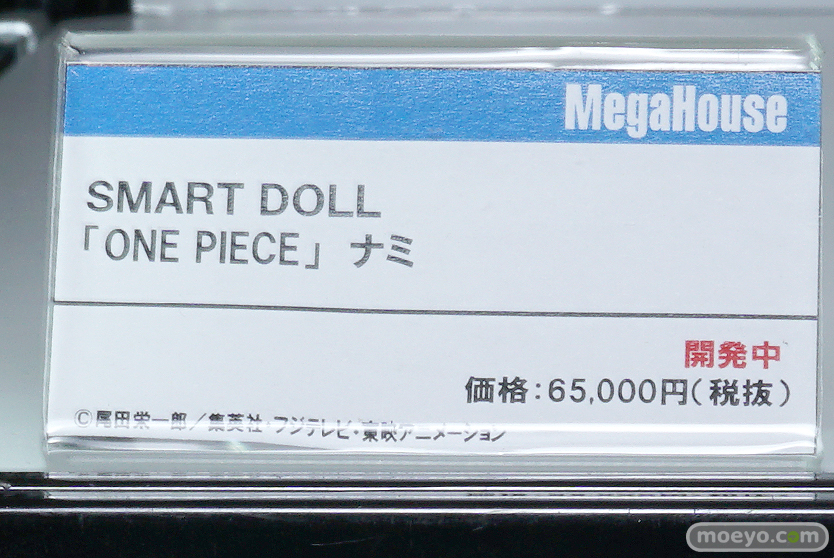 MegaHouse
SMART DOLL
「ONE PIECE」 ナミ
開発中
価格：65,000円（税抜）
©尾田栄一郎／集英社・フジテレビ・東映アニメーション
moeyo.com